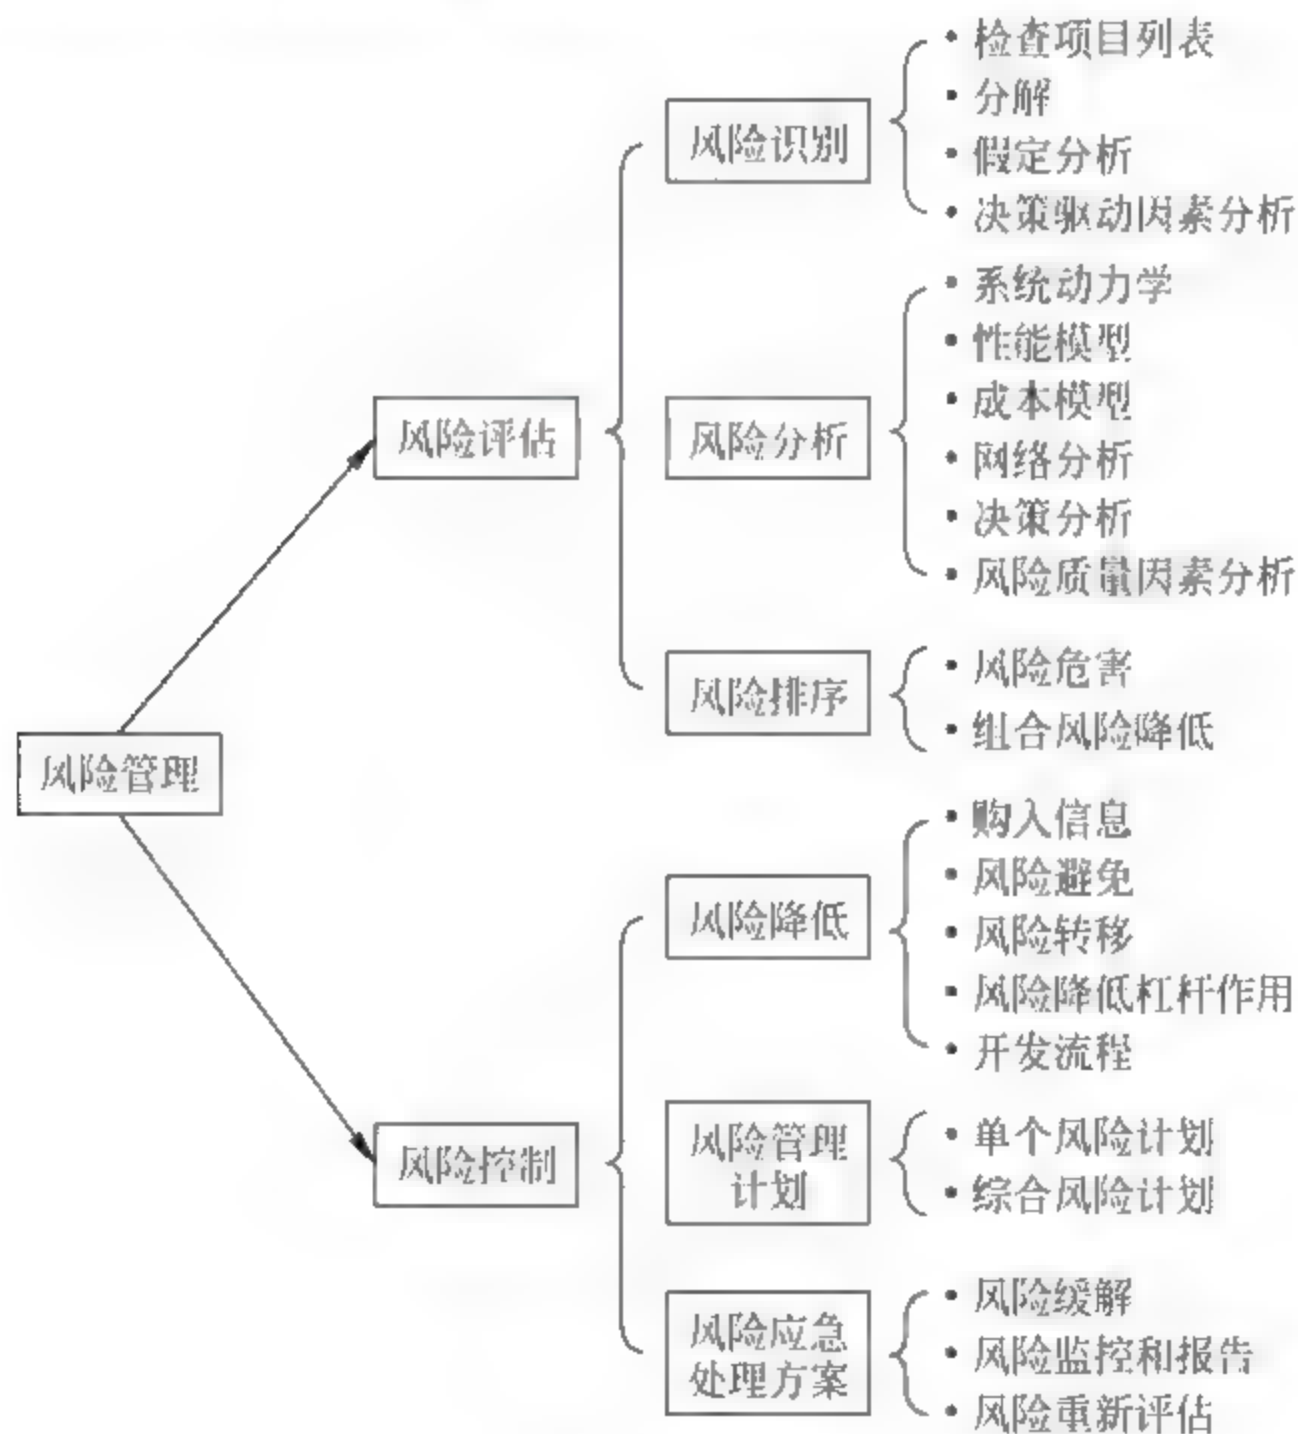 风险管理
风险评估
风险识别
• 检查项目列表
• 分解
• 假定分析
• 决策驱动因素分析
风险分析
• 系统动力学
• 性能模型
• 成本模型
• 网络分析
• 决策分析
• 风险质量因素分析
风险排序
• 风险危害
• 组合风险降低
风险控制
风险降低
• 购入信息
• 风险避免
• 风险转移
• 风险降低杠杆作用
• 开发流程
风险管理
计划
• 单个风险计划
• 综合风险计划
风险应急
处理方案
• 风险缓解
• 风险监控和报告
• 风险重新评估